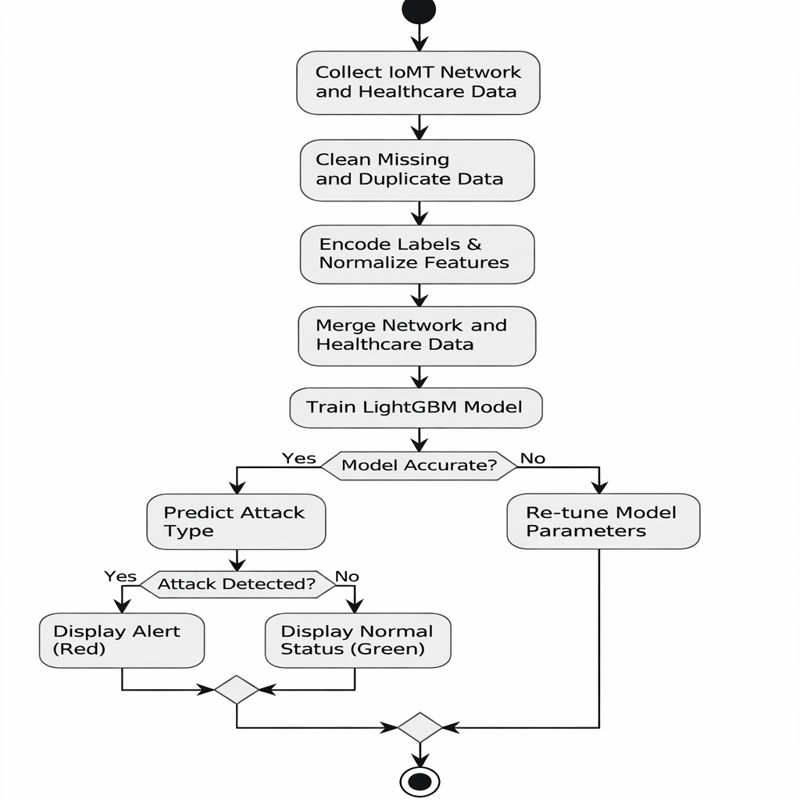 Collect IoMT Network
and Healthcare Data
Clean Missing
and Duplicate Data
Encode Labels &
Normalize Features
Merge Network and
Healthcare Data
Train LightGBM Model
Yes
Model Accurate?
No
Predict Attack
Type
Re-tune Model
Parameters
Yes
Attack Detected?
No
Display Alert
(Red)
Display Normal
Status (Green)